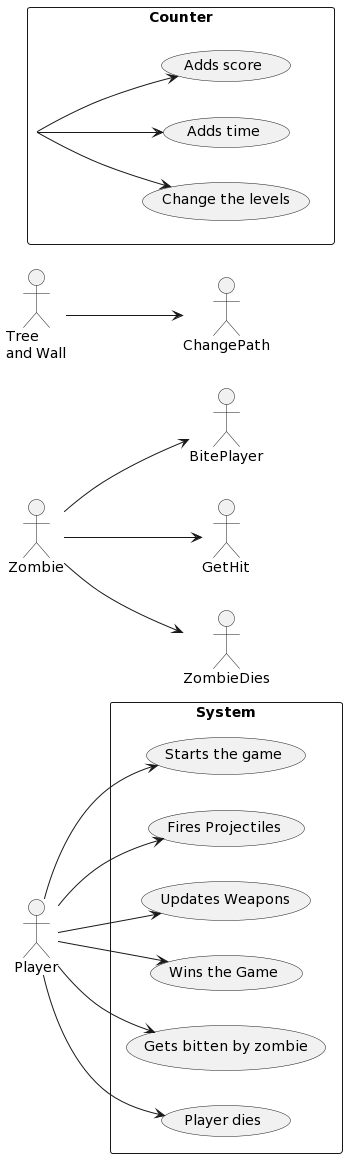 Counter
Adds score
Adds time
Change the levels
Tree
and Wall
ChangePath
BitePlayer
Zombie
GetHit
ZombieDies
System
Starts the game
Fires Projectiles
Updates Weapons
Player
Wins the Game
Gets bitten by zombie
Player dies